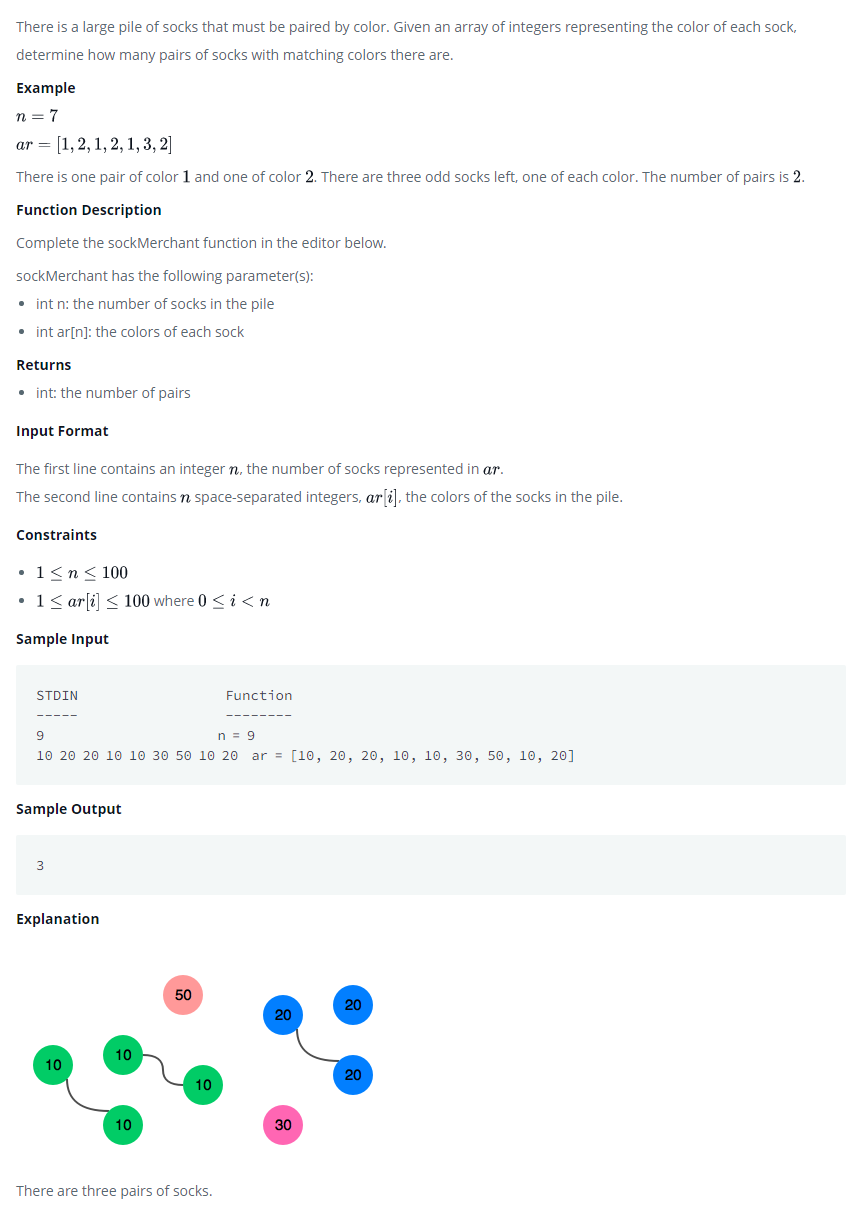 There is a large pile of socks that must be paired by color. Given an array of integers representing the color of each sock,
determine how many pairs of socks with matching colors there are.
Example
n = 7
ar = [1, 2, 1, 2, 1, 3, 2]
There is one pair of color 1 and one of color 2. There are three odd socks left, one of each color. The number of pairs is 2.
Function Description
Complete the sockMerchant function in the editor below.
sockMerchant has the following parameter(s):
• int n: the number of socks in the pile
• int ar[n]: the colors of each sock
Returns
• int: the number of pairs
Input Format
The first line contains an integer n, the number of socks represented in ar.
The second line contains n space-separated integers, ar[i], the colors of the socks in the pile.
Constraints
• 1 ≤ n ≤ 100
• 1 ≤ ar[i] ≤ 100 where 0 ≤ i < n
Sample Input
STDIN                       Function
-----                       --------
9                          n = 9
10 20 20 10 10 30 50 10 20  ar = [10, 20, 20, 10, 10, 30, 50, 10, 20]
Sample Output
3
Explanation
50
20
20
10
10
10
20
10
30
There are three pairs of socks.